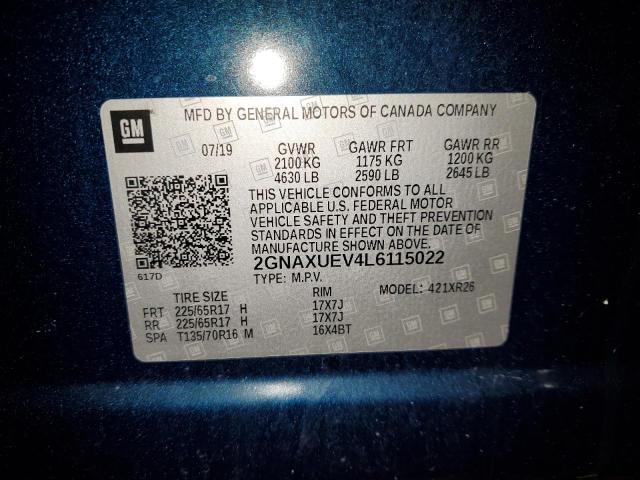 GM
MFD BY GENERAL MOTORS OF CANADA COMPANY
07/19 GVWR GAWR FRT GAWR RR
2100 KG 1175 KG 1200 KG
4630 LB 2590 LB 2645 LB
THIS VEHICLE CONFORMS TO ALL
APPLICABLE U.S. FEDERAL MOTOR
VEHICLE SAFETY AND THEFT PREVENTION
STANDARDS IN EFFECT ON THE DATE OF
MANUFACTURE SHOWN ABOVE.
617D
2GNAXUEV4L6115022
TYPE: M.P.V. MODEL: 421XR26
TIRE SIZE RIM
FRT 225/65R17 H 17X7J
RR 225/65R17 H 17X7J
SPA T135/70R16 M 16X4BT